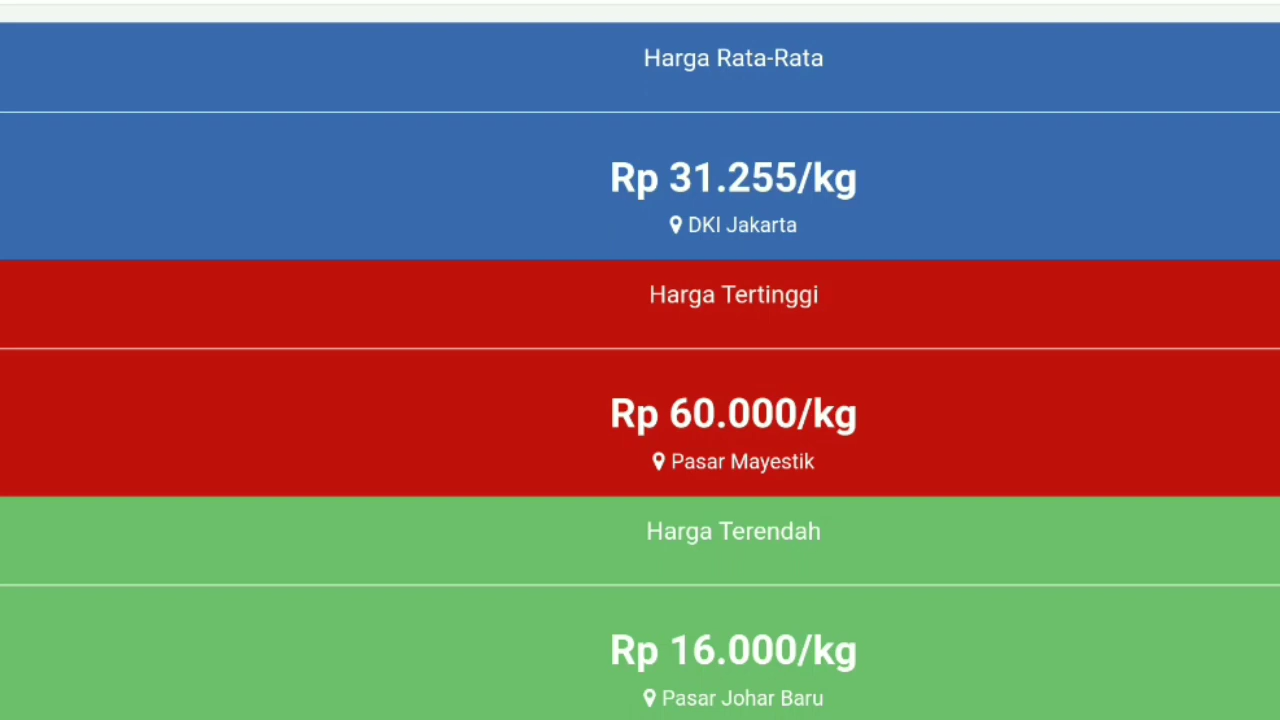 Harga Rata-Rata
Rp 31.255/kg
DKI Jakarta
Harga Tertinggi
Rp 60.000/kg
Pasar Mayestik
Harga Terendah
Rp 16.000/kg
Pasar Johar Baru